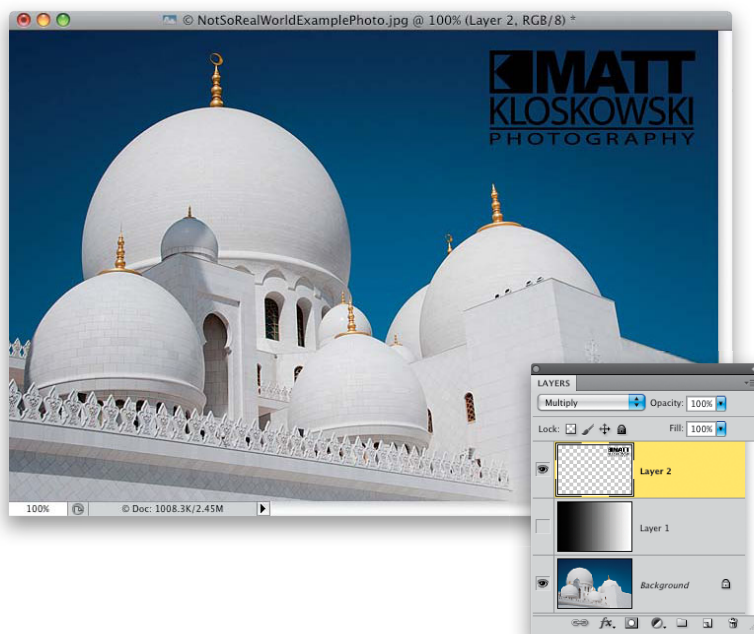 © NotSoRealWorldExamplePhoto.jpg @ 100% (Layer 2, RGB/8) *
MATT
KLOSKOWSKI
PHOTOGRAPHY
100%
© Doc: 1008.3K/2.45M
LAYERS
Multiply Opacity: 100%
Lock: Fill: 100%
Layer 2
Layer 1
Background
fx.